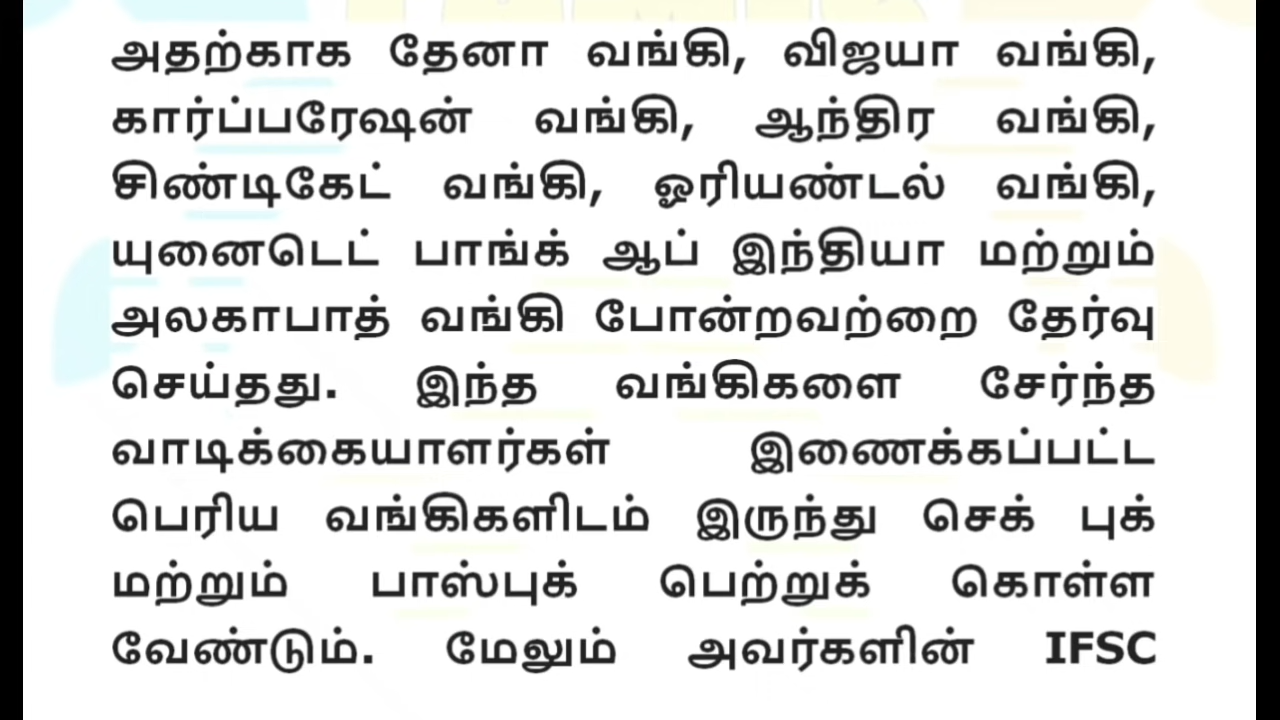 அதற்காக தேனா வங்கி, விஜயா வங்கி,
கார்ப்பரேஷன் வங்கி, ஆந்திர வங்கி,
சிண்டிகேட் வங்கி, ஓரியண்டல் வங்கி,
யுனைடெட் பாங்க் ஆப் இந்தியா மற்றும்
அலகாபாத் வங்கி போன்றவற்றை தேர்வு
செய்தது. இந்த வங்கிகளை சேர்ந்த
வாடிக்கையாளர்கள் இணைக்கப்பட்ட
பெரிய வங்கிகளிடம் இருந்து செக் புக்
மற்றும் பாஸ்புக் பெற்றுக் கொள்ள
வேண்டும். மேலும் அவர்களின் IFSC